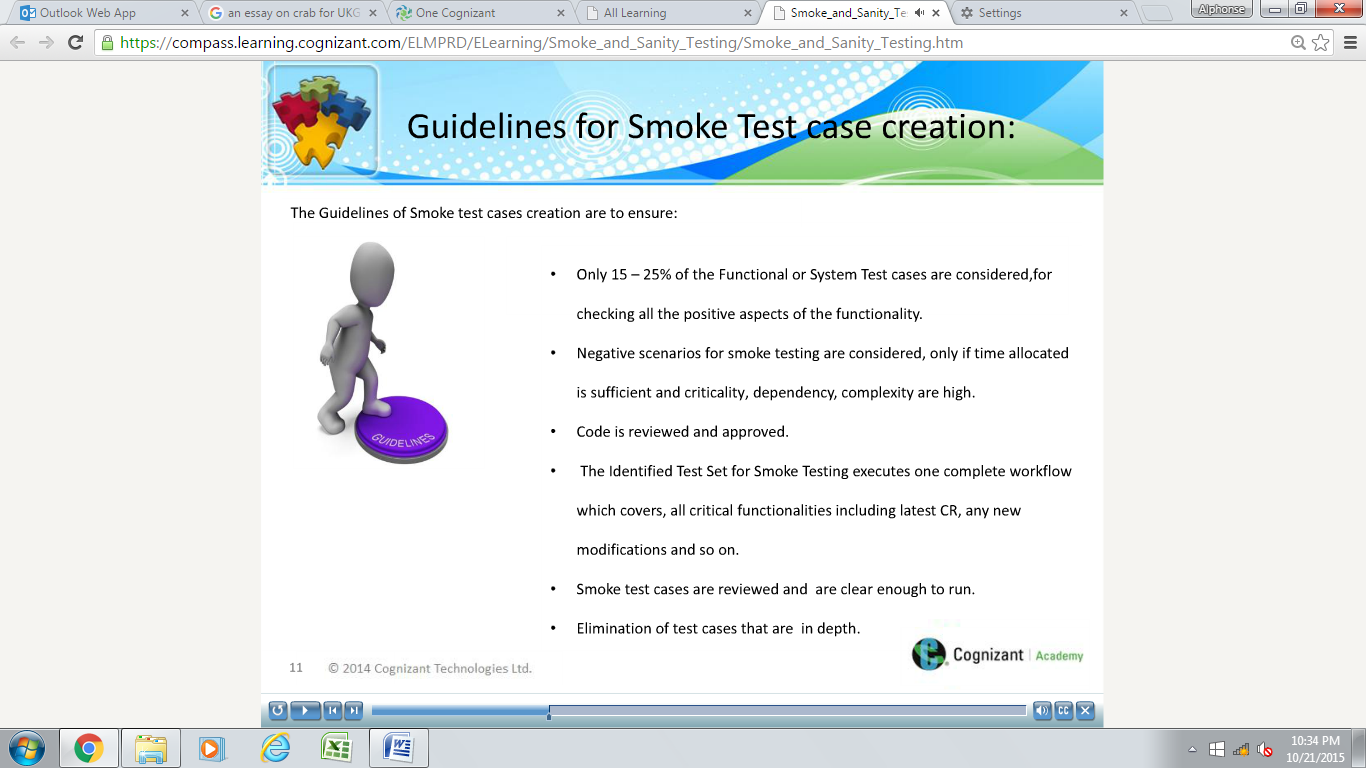 Outlook Web App
an essay on crab for UKG
One Cognizant
All Learning
Smoke_and_Sanity_Te
Settings
Alphonse
https://compass.learning.cognizant.com/ELMPRD/ELearning/Smoke_and_Sanity_Testing/Smoke_and_Sanity_Testing.htm
Guidelines for Smoke Test case creation:
The Guidelines of Smoke test cases creation are to ensure:
• Only 15 – 25% of the Functional or System Test cases are considered,for
checking all the positive aspects of the functionality.
• Negative scenarios for smoke testing are considered, only if time allocated
is sufficient and criticality, dependency, complexity are high.
• Code is reviewed and approved.
• The Identified Test Set for Smoke Testing executes one complete workflow
which covers, all critical functionalities including latest CR, any new
modifications and so on.
• Smoke test cases are reviewed and are clear enough to run.
• Elimination of test cases that are in depth.
GUIDELINES
Cognizant | Academy
11 © 2014 Cognizant Technologies Ltd.
CC
10:34 PM
10/21/2015